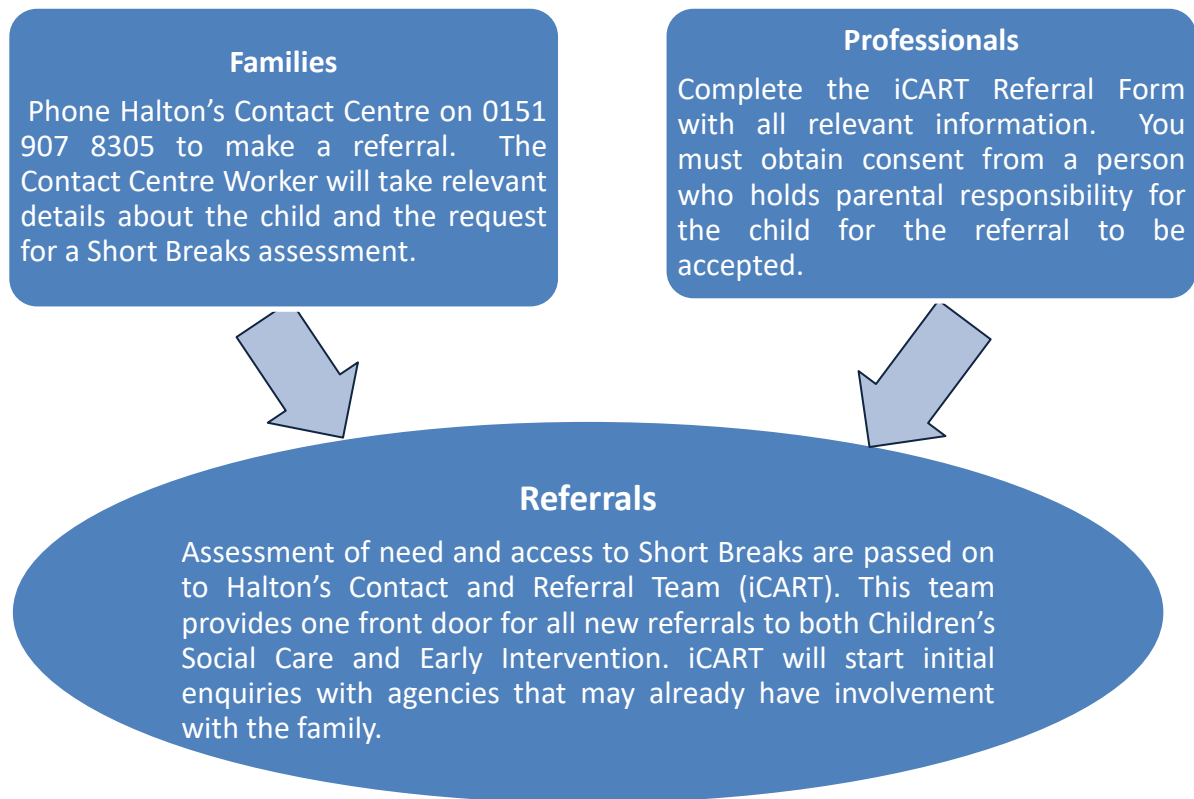 Families
Phone Halton’s Contact Centre on 0151
907 8305 to make a referral. The
Contact Centre Worker will take relevant
details about the child and the request
for a Short Breaks assessment.
Professionals
Complete the iCART Referral Form
with all relevant information. You
must obtain consent from a person
who holds parental responsibility for
the child for the referral to be
accepted.
Referrals
Assessment of need and access to Short Breaks are passed on
to Halton’s Contact and Referral Team (iCART). This team
provides one front door for all new referrals to both Children’s
Social Care and Early Intervention. iCART will start initial
enquiries with agencies that may already have involvement
with the family.